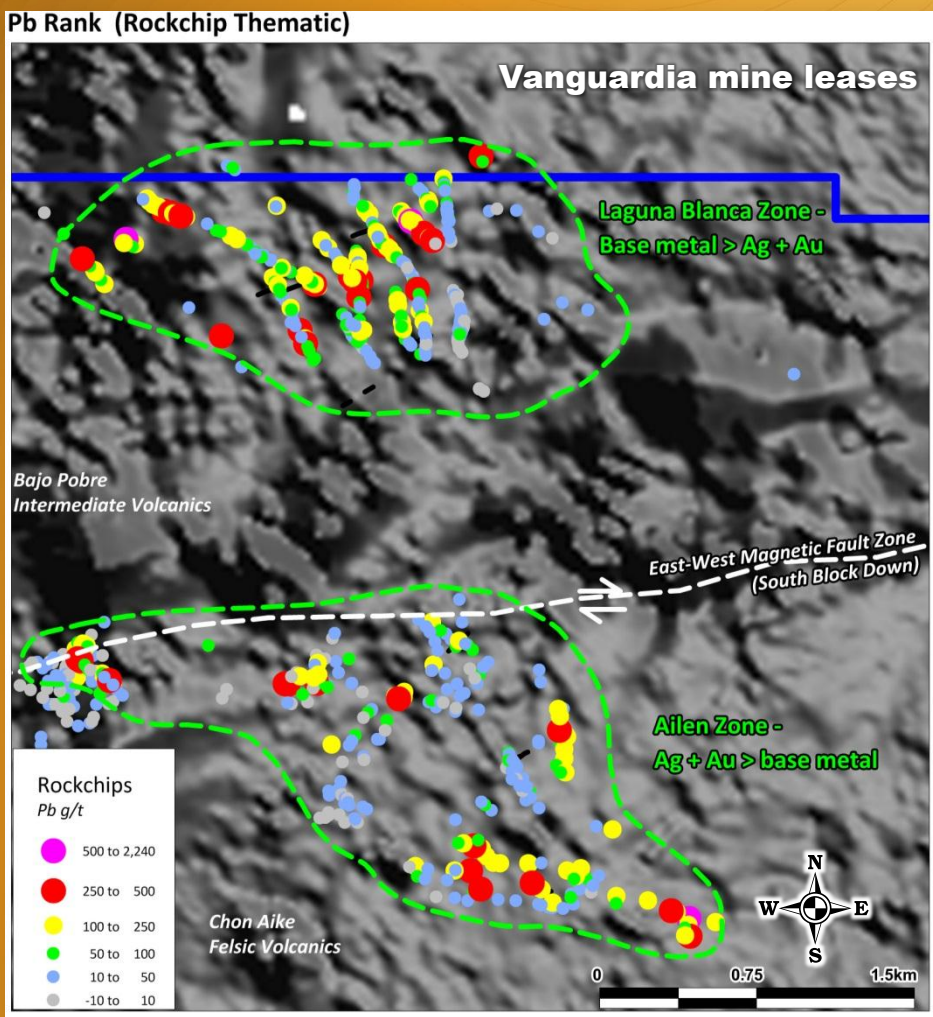 Pb Rank (Rockchip Thematic)
Vanguardia mine leases
Laguna Blanca Zone -
Base metal > Ag + Au
Bajo Pobre
Intermediate Volcanics
East-West Magnetic Fault Zone
(South Block Down)
Ailen Zone -
Ag + Au > base metal
Rockchips
Pb g/t
500 to 2,240
250 to 500
100 to 250
50 to 100
10 to 50
-10 to 10
Chon Aike
Felsic Volcanics
N
W E
S
0 0.75 1.5km